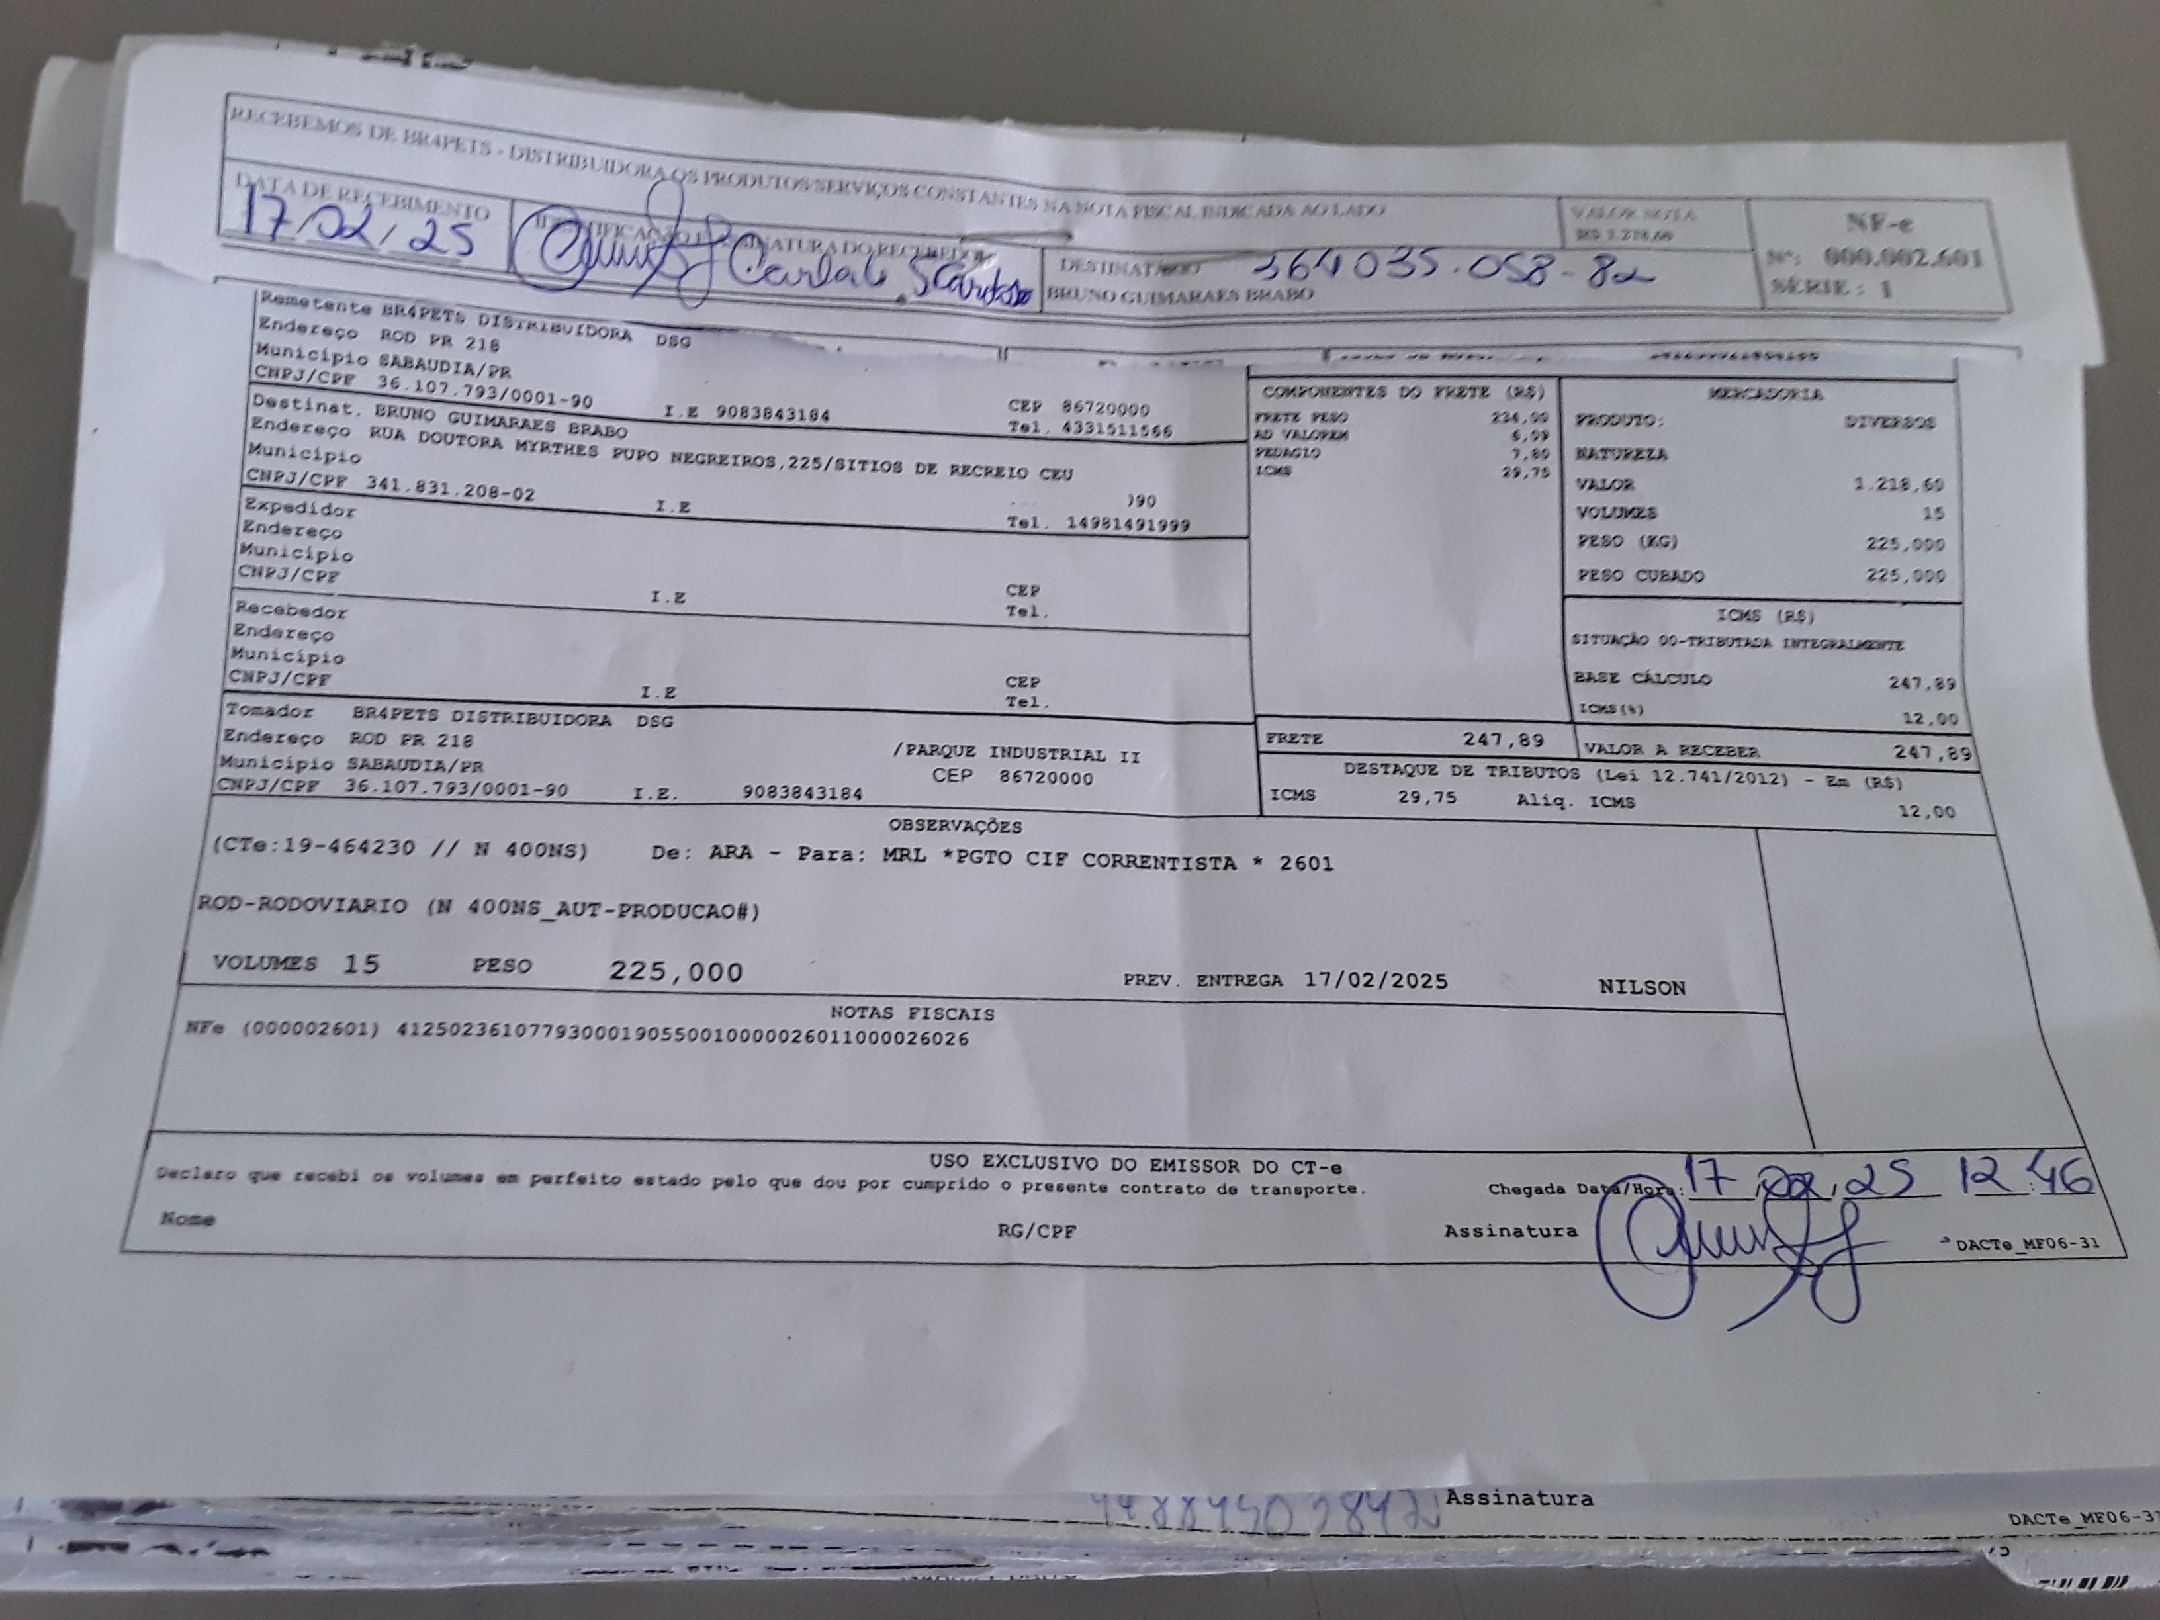 RECEBEMOS DE BR4PETS - DISTRIBUIDORA OS PRODUTOS/SERVIÇOS CONSTANTES NA NOTA FISCAL INDICADA AO LADO
DATA DE RECEBIMENTO
17/02/25
IDENTIFICAÇÃO E ASSINATURA DO RECEBEDOR
DESTINATÁRIO
BRUNO GUIMARAES BRABO
364035.058-82
VALOR NOTA
NF-e
Nº: 000.002.601
SÉRIE: 1
Remetente BR4PETS DISTRIBUIDORA DSG
Endereço ROD PR 218
Município SABAUDIA/PR
CNPJ/CPF 36.107.793/0001-90 I.E 9083843184 CEP 86720000
Tel. 4331511566
Destinat. BRUNO GUIMARAES BRABO
Endereço RUA DOUTORA MYRTHES PUPO NEGREIROS,225/SITIOS DE RECREIO CEU
Município )90
CNPJ/CPF 341.831.208-02 I.E Tel. 14981491999
Expedidor
Endereço
Município CEP
CNPJ/CPF I.E Tel.
Recebedor
Endereço
Município CEP
CNPJ/CPF I.E Tel.
Tomador BR4PETS DISTRIBUIDORA DSG
Endereço ROD PR 218 /PARQUE INDUSTRIAL II
Município SABAUDIA/PR CEP 86720000
CNPJ/CPF 36.107.793/0001-90 I.E. 9083843184
COMPONENTES DO FRETE (R$)
FRETE PESO 234,00
AD VALOREM 6,09
PEDAGIO 7,80
ICMS 29,75
MERCADORIA
PRODUTO: DIVERSOS
NATUREZA
VALOR 1.218,60
VOLUMES 15
PESO (KG) 225,000
PESO CUBADO 225,000
ICMS (R$)
SITUAÇÃO 00-TRIBUTADA INTEGRALMENTE
BASE CÁLCULO 247,89
ICMS(%) 12,00
FRETE 247,89 VALOR A RECEBER 247,89
DESTAQUE DE TRIBUTOS (Lei 12.741/2012) - Em (R$)
ICMS 29,75 Aliq. ICMS 12,00
OBSERVAÇÕES
(CTe:19-464230 // N 400NS) De: ARA - Para: MRL *PGTO CIF CORRENTISTA * 2601
ROD-RODOVIARIO (N 400NS_AUT-PRODUCAO#)
VOLUMES 15 PESO 225,000 PREV. ENTREGA 17/02/2025 NILSON
NOTAS FISCAIS
NFe (000002601) 41250236107793000190550010000026011000026026
USO EXCLUSIVO DO EMISSOR DO CT-e
Declaro que recebi os volumes em perfeito estado pelo que dou por cumprido o presente contrato de transporte.
Chegada Data/Hora: 17/02/25 12:46
Nome RG/CPF Assinatura DACTe_MF06-31
Assinatura
DACTe_MF06-31